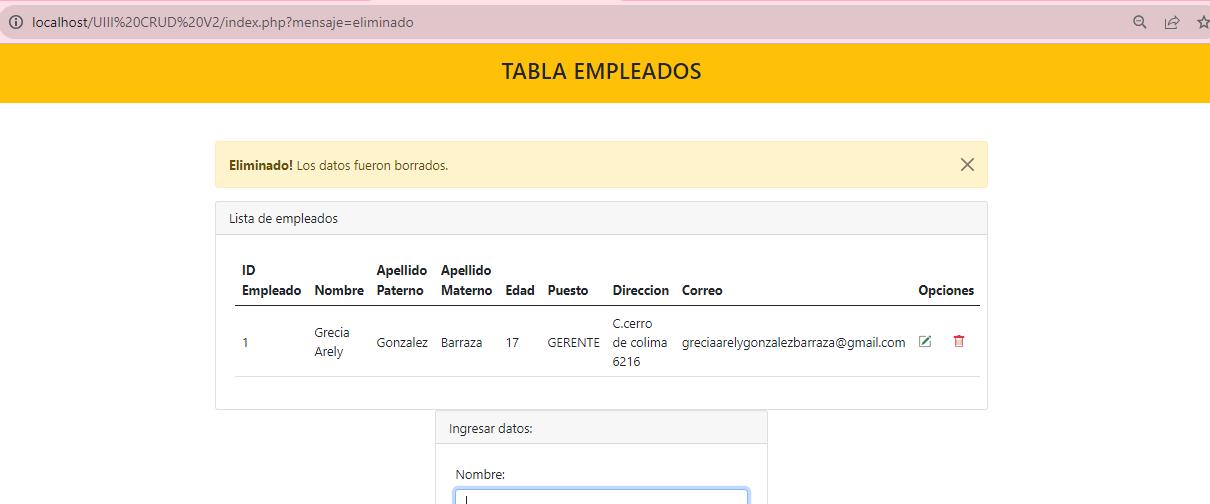 localhost/UIII%20CRUD%20V2/index.php?mensaje=eliminado
TABLA EMPLEADOS
Eliminado! Los datos fueron borrados.
Lista de empleados
ID Empleado Nombre Apellido Paterno Apellido Materno Edad Puesto Direccion Correo Opciones
1 Grecia Arely Gonzalez Barraza 17 GERENTE C.cerro de colima 6216 greciaarelygonzalezbarraza@gmail.com
Ingresar datos:
Nombre: